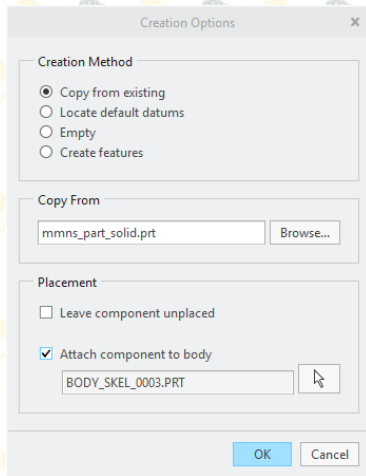 Creation Options
Creation Method
Copy from existing
Locate default datums
Empty
Create features
Copy From
mmns_part_solid.prt
Browse...
Placement
Leave component unplaced
Attach component to body
BODY_SKEL_0003.PRT
OK
Cancel